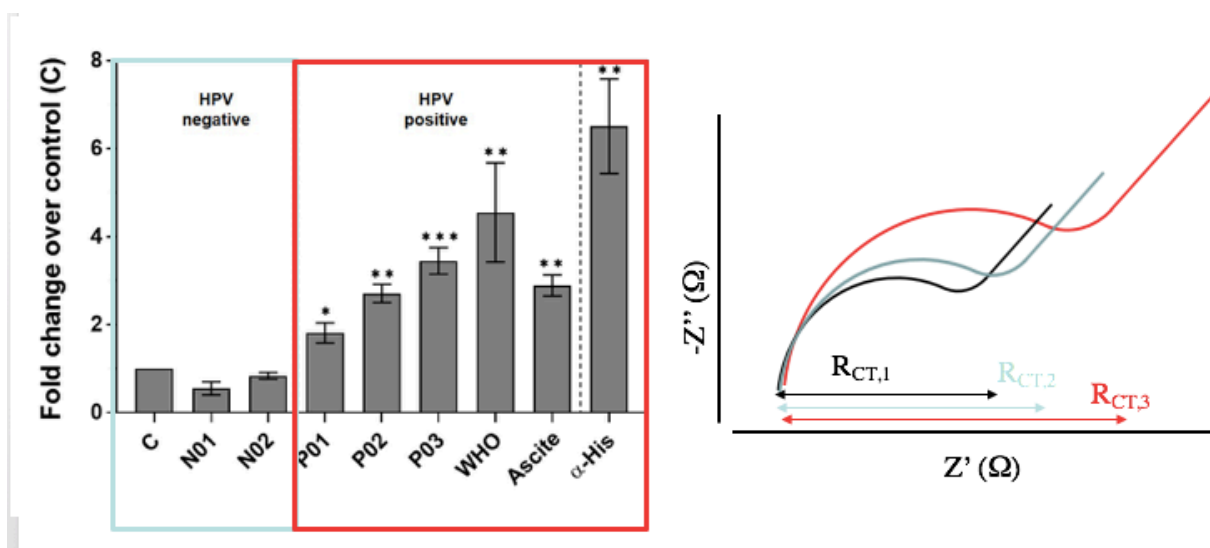 Fold change over control (C)
8
6
4
2
0
HPV
negative
HPV
positive
*
**
***
**
**
**
C
N01
N02
P01
P02
P03
WHO
Ascite
α-His
-Z'' (Ω)
R_CT,1
R_CT,2
R_CT,3
Z' (Ω)